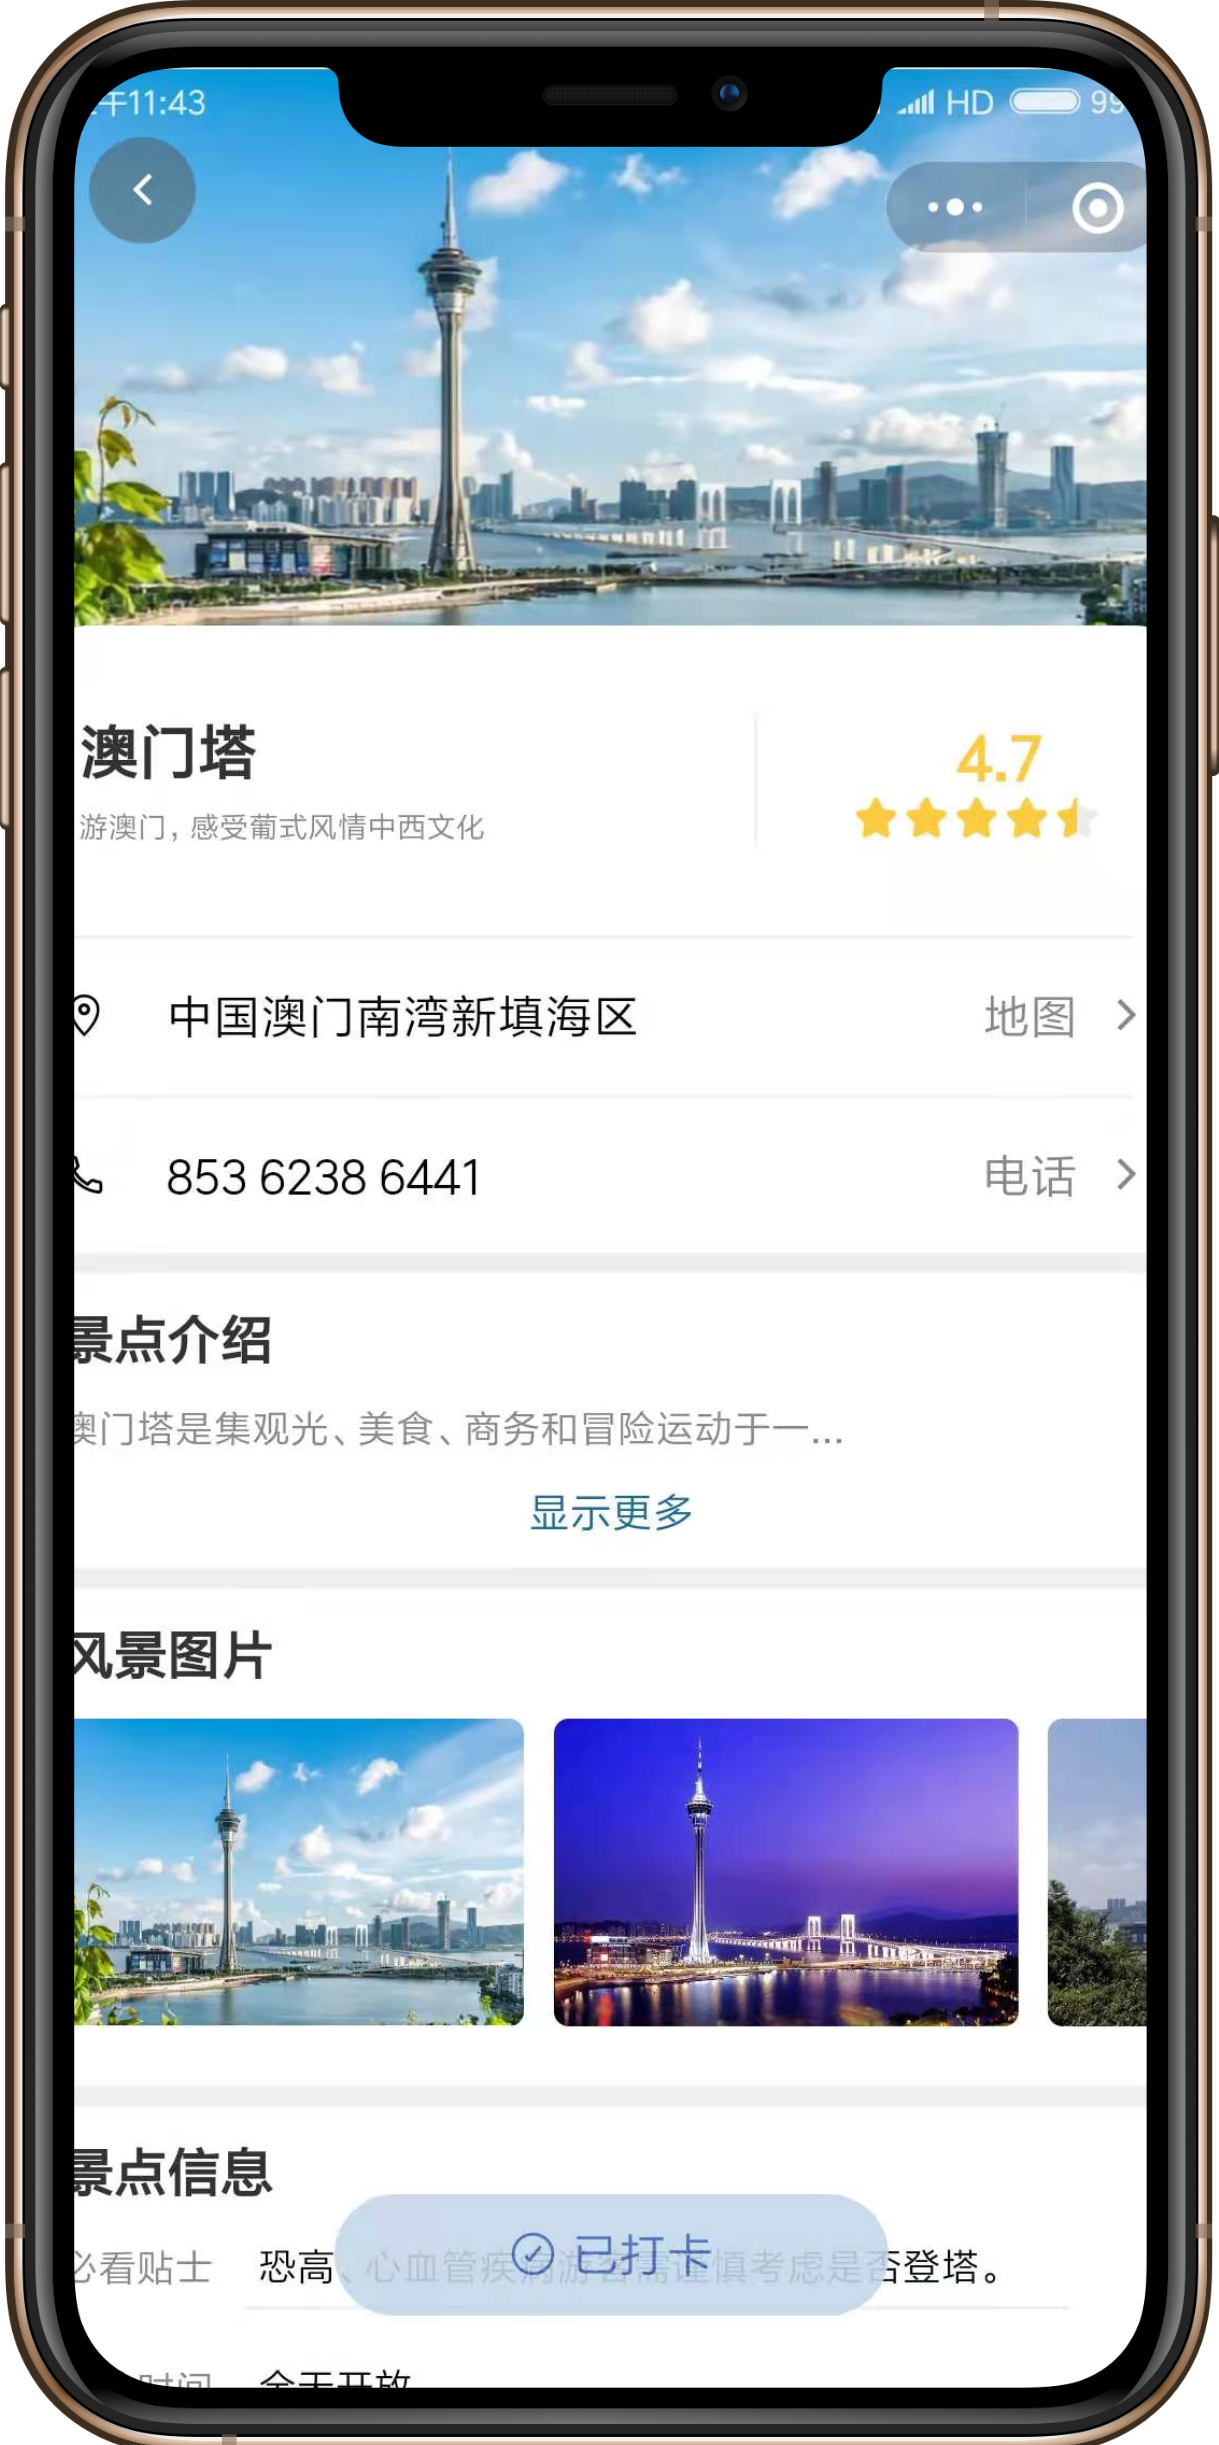 午11:43
HD
99
澳门塔
4.7
游澳门，感受葡式风情中西文化
中国澳门南湾新填海区
地图
853 6238 6441
电话
景点介绍
澳门塔是集观光、美食、商务和冒险运动于一...
显示更多
风景图片
景点信息
必看贴士
恐高、心血管疾病游客需谨慎考虑是否登塔。
已打卡
时间
全天开放